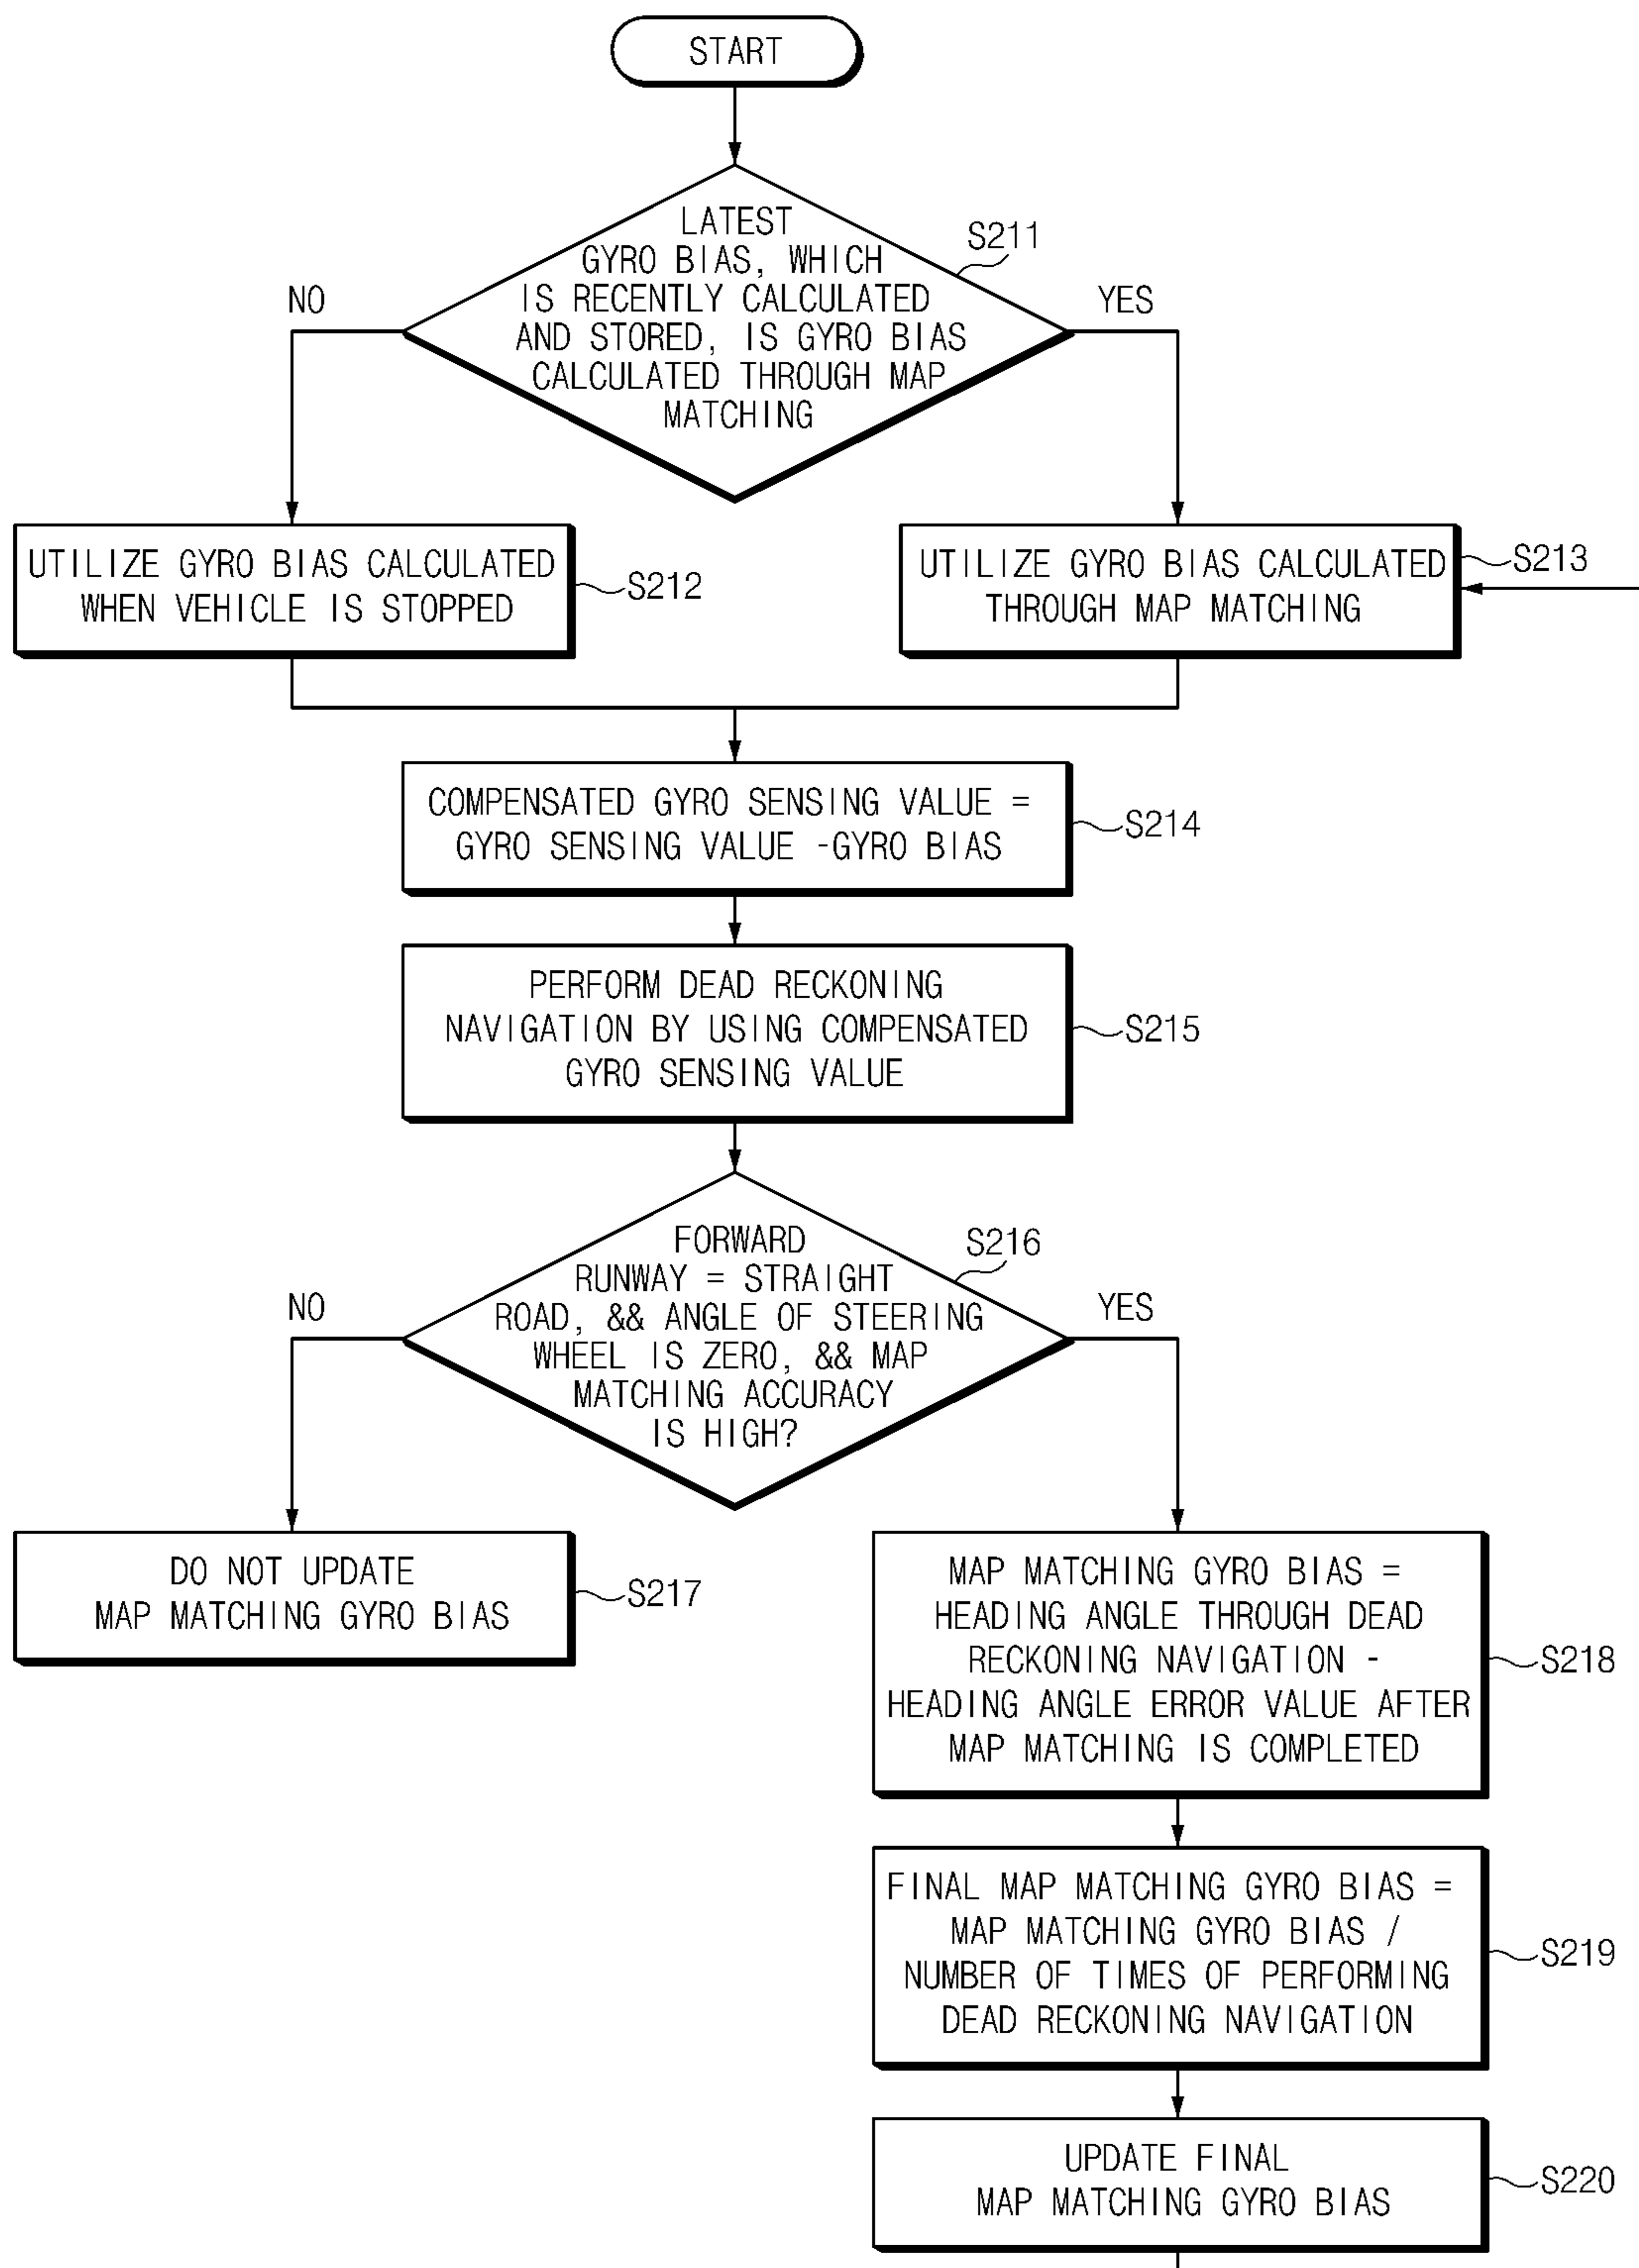 START
LATEST
GYRO BIAS, WHICH
IS RECENTLY CALCULATED
AND STORED, IS GYRO BIAS
CALCULATED THROUGH MAP
MATCHING
S211
NO
YES
UTILIZE GYRO BIAS CALCULATED
WHEN VEHICLE IS STOPPED
S212
UTILIZE GYRO BIAS CALCULATED
THROUGH MAP MATCHING
S213
COMPENSATED GYRO SENSING VALUE =
GYRO SENSING VALUE -GYRO BIAS
S214
PERFORM DEAD RECKONING
NAVIGATION BY USING COMPENSATED
GYRO SENSING VALUE
S215
FORWARD
RUNWAY = STRAIGHT
ROAD, && ANGLE OF STEERING
WHEEL IS ZERO, && MAP
MATCHING ACCURACY
IS HIGH?
S216
NO
YES
DO NOT UPDATE
MAP MATCHING GYRO BIAS
S217
MAP MATCHING GYRO BIAS =
HEADING ANGLE THROUGH DEAD
RECKONING NAVIGATION -
HEADING ANGLE ERROR VALUE AFTER
MAP MATCHING IS COMPLETED
S218
FINAL MAP MATCHING GYRO BIAS =
MAP MATCHING GYRO BIAS /
NUMBER OF TIMES OF PERFORMING
DEAD RECKONING NAVIGATION
S219
UPDATE FINAL
MAP MATCHING GYRO BIAS
S220